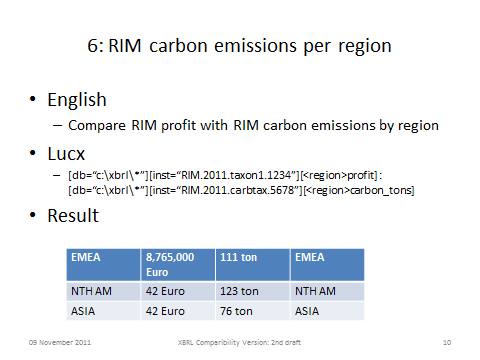 6: RIM carbon emissions per region
• English
– Compare RIM profit with RIM carbon emissions by region
• Lucx
– [db=“c:\xbrl\*”][inst=“RIM.2011.taxon1.1234”][<region>profit]:
[db=“c:\xbrl\*”][inst=“RIM.2011.carbtax.5678”][<region>carbon_tons]
• Result
EMEA 8,765,000 Euro 111 ton EMEA
NTH AM 42 Euro 123 ton NTH AM
ASIA 42 Euro 76 ton ASIA
09 November 2011 XBRL Comparibility Version: 2nd draft 10